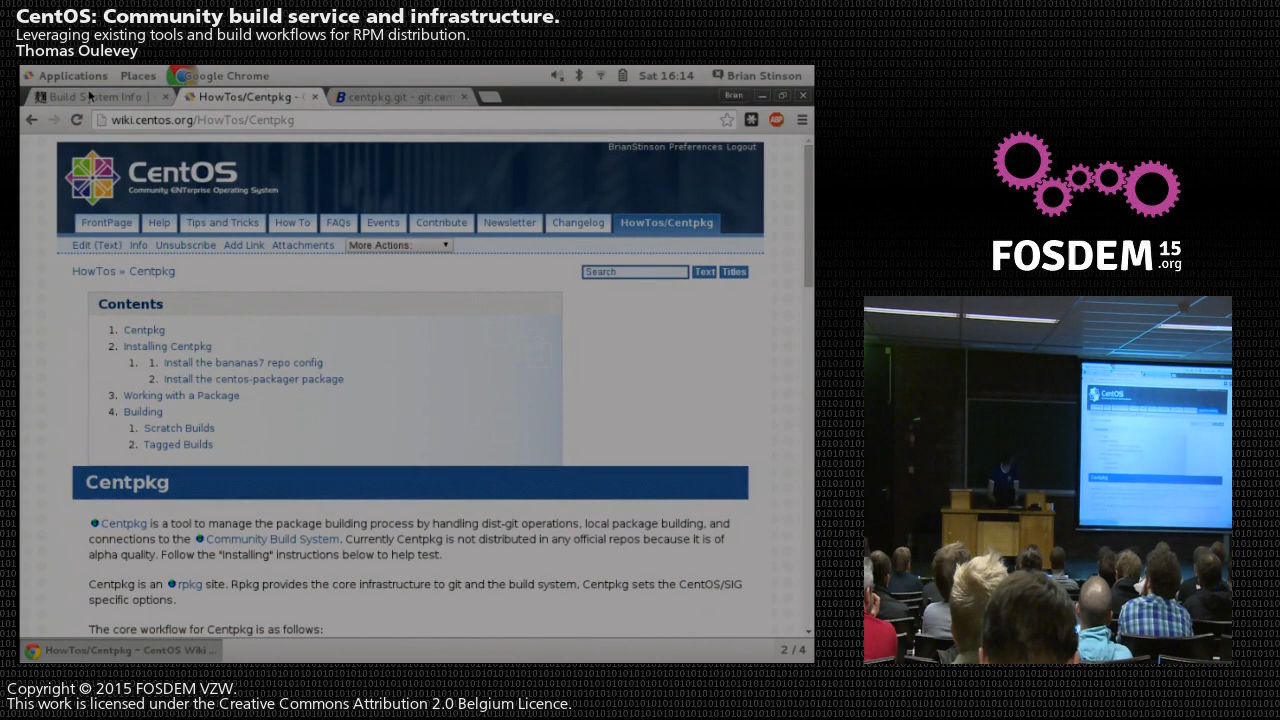 CentOS: Community build service and infrastructure.
Leveraging existing tools and build workflows for RPM distribution.
Thomas Oulevey
Applications Places Google Chrome Sat 16:14 Brian Stinson
Build System Info | HowTos/Centpkg - centpkg.git - git.cen Brian
wiki.centos.org/HowTos/Centpkg
BrianStinson Preferences Logout
CentOS
Community ENTerprise Operating System
FrontPage Help Tips and Tricks How To FAQs Events Contribute Newsletter Changelog HowTos/Centpkg
Edit (Text) Info Unsubscribe Add Link Attachments More Actions:
HowTos » Centpkg Search Text Titles
Contents
1. Centpkg
2. Installing Centpkg
1. 1. Install the bananas7 repo config
2. Install the centos-packager package
3. Working with a Package
4. Building
1. Scratch Builds
2. Tagged Builds
Centpkg
Centpkg is a tool to manage the package building process by handling dist-git operations, local package building, and
connections to the Community Build System. Currently Centpkg is not distributed in any official repos because it is of
alpha quality. Follow the "Installing" instructions below to help test.
Centpkg is an rpkg site. Rpkg provides the core infrastructure to git and the build system, Centpkg sets the CentOS/SIG
specific options.
The core workflow for Centpkg is as follows:
HowTos/Centpkg - CentOS Wiki ... 2 / 4
FOSDEM 15
.org
Copyright © 2015 FOSDEM VZW.
This work is licensed under the Creative Commons Attribution 2.0 Belgium Licence.